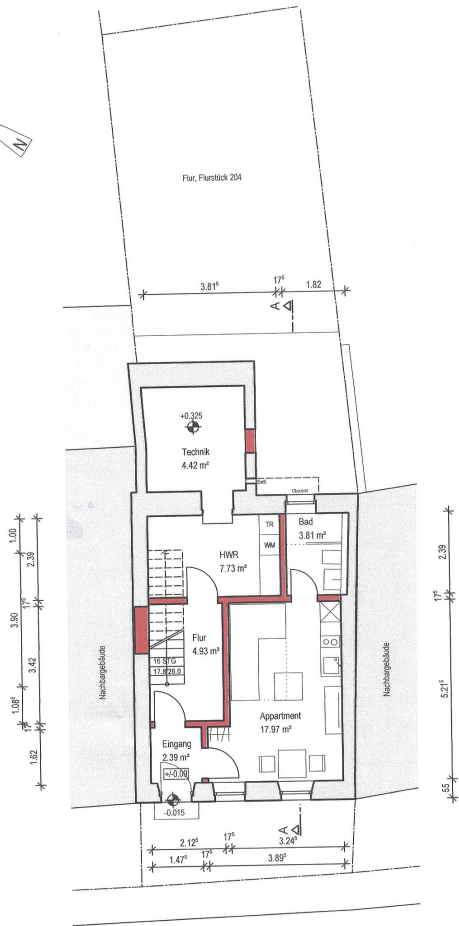 N
Flur, Flurstück 204
3.81⁵
17⁵
1.82
A
+0.325
Technik
4.42 m²
Entl.
Oberlicht
TR
WM
Bad
3.81 m²
HWR
7.73 m²
Flur
4.93 m²
16 STG
17.8/26.0
Appartment
17.97 m²
Eingang
2.39 m²
+/-0.00
-0.015
Nachbargebäude
Nachbargebäude
1.00
3.90
1.08⁵
2.39
17⁵
3.42
17⁵
1.62
2.39
17⁵
5.21⁵
55
A
2.12⁵
17⁵
3.24⁵
1.47⁵
17⁵
3.89⁵